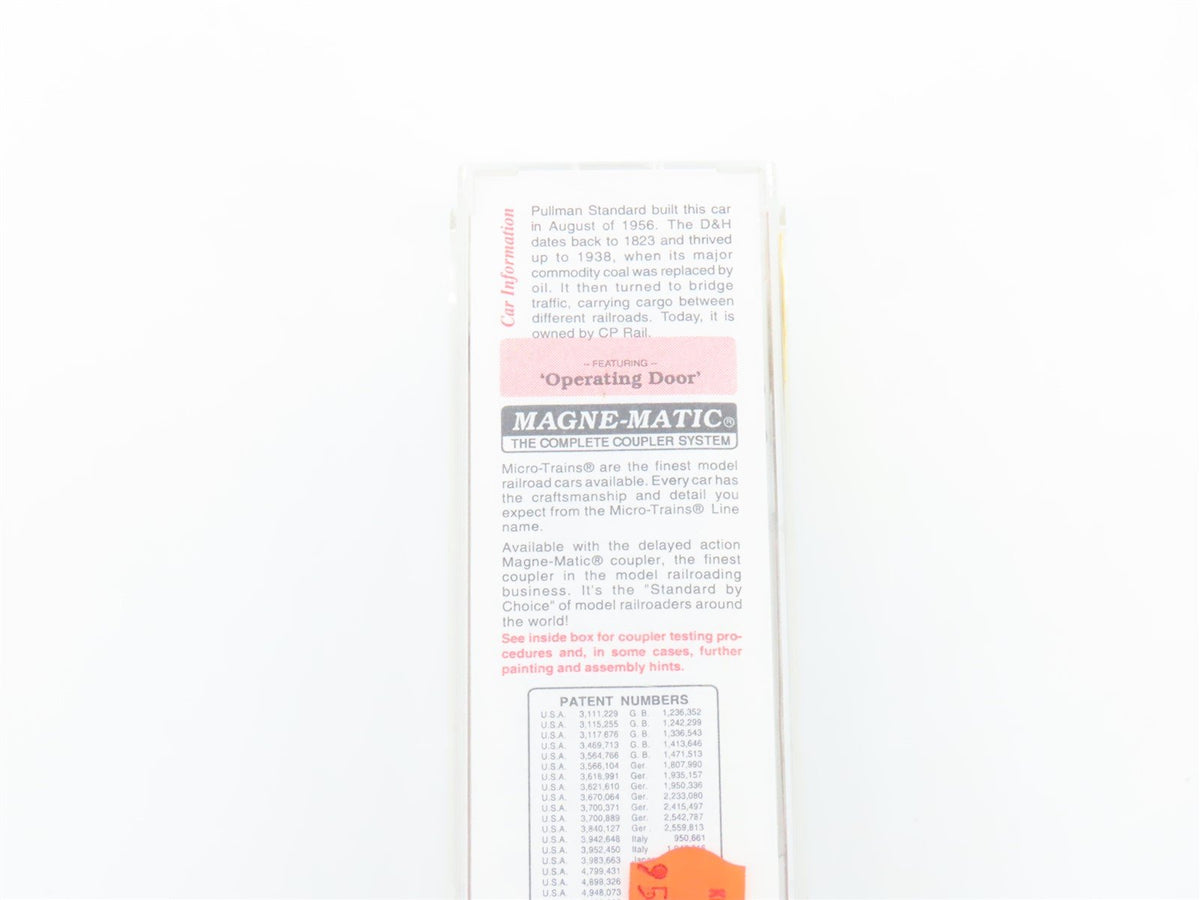 Car Information
Pullman Standard built this car
in August of 1956. The D&H
dates back to 1823 and thrived
up to 1938, when its major
commodity coal was replaced by
oil. It then turned to bridge
traffic, carrying cargo between
different railroads. Today, it is
owned by CP Rail.
-- FEATURING --
'Operating Door'
MAGNE-MATIC®
THE COMPLETE COUPLER SYSTEM
Micro-Trains® are the finest model
railroad cars available. Every car has
the craftsmanship and detail you
expect from the Micro-Trains® Line
name.
Available with the delayed action
Magne-Matic® coupler, the finest
coupler in the model railroading
business. It's the "Standard by
Choice" of model railroaders around
the world!
See inside box for coupler testing pro-
cedures and, in some cases, further
painting and assembly hints.
PATENT NUMBERS
U.S.A. 3,111,229 G. B. 1,236,352
U.S.A. 3,115,255 G. B. 1,242,299
U.S.A. 3,117,676 G. B. 1,336,543
U.S.A. 3,469,713 G. B. 1,413,646
U.S.A. 3,564,766 G. B. 1,471,513
U.S.A. 3,566,104 Ger. 1,807,990
U.S.A. 3,618,991 Ger. 1,935,157
U.S.A. 3,621,610 Ger. 1,950,336
U.S.A. 3,670,064 Ger. 2,233,080
U.S.A. 3,700,371 Ger. 2,415,497
U.S.A. 3,700,889 Ger. 2,542,787
U.S.A. 3,840,127 Ger. 2,559,813
U.S.A. 3,942,648 Italy 950,661
U.S.A. 3,952,450 Italy
U.S.A. 3,983,663
U.S.A. 4,799,431
U.S.A. 4,898,326
U.S.A. 4,948,073